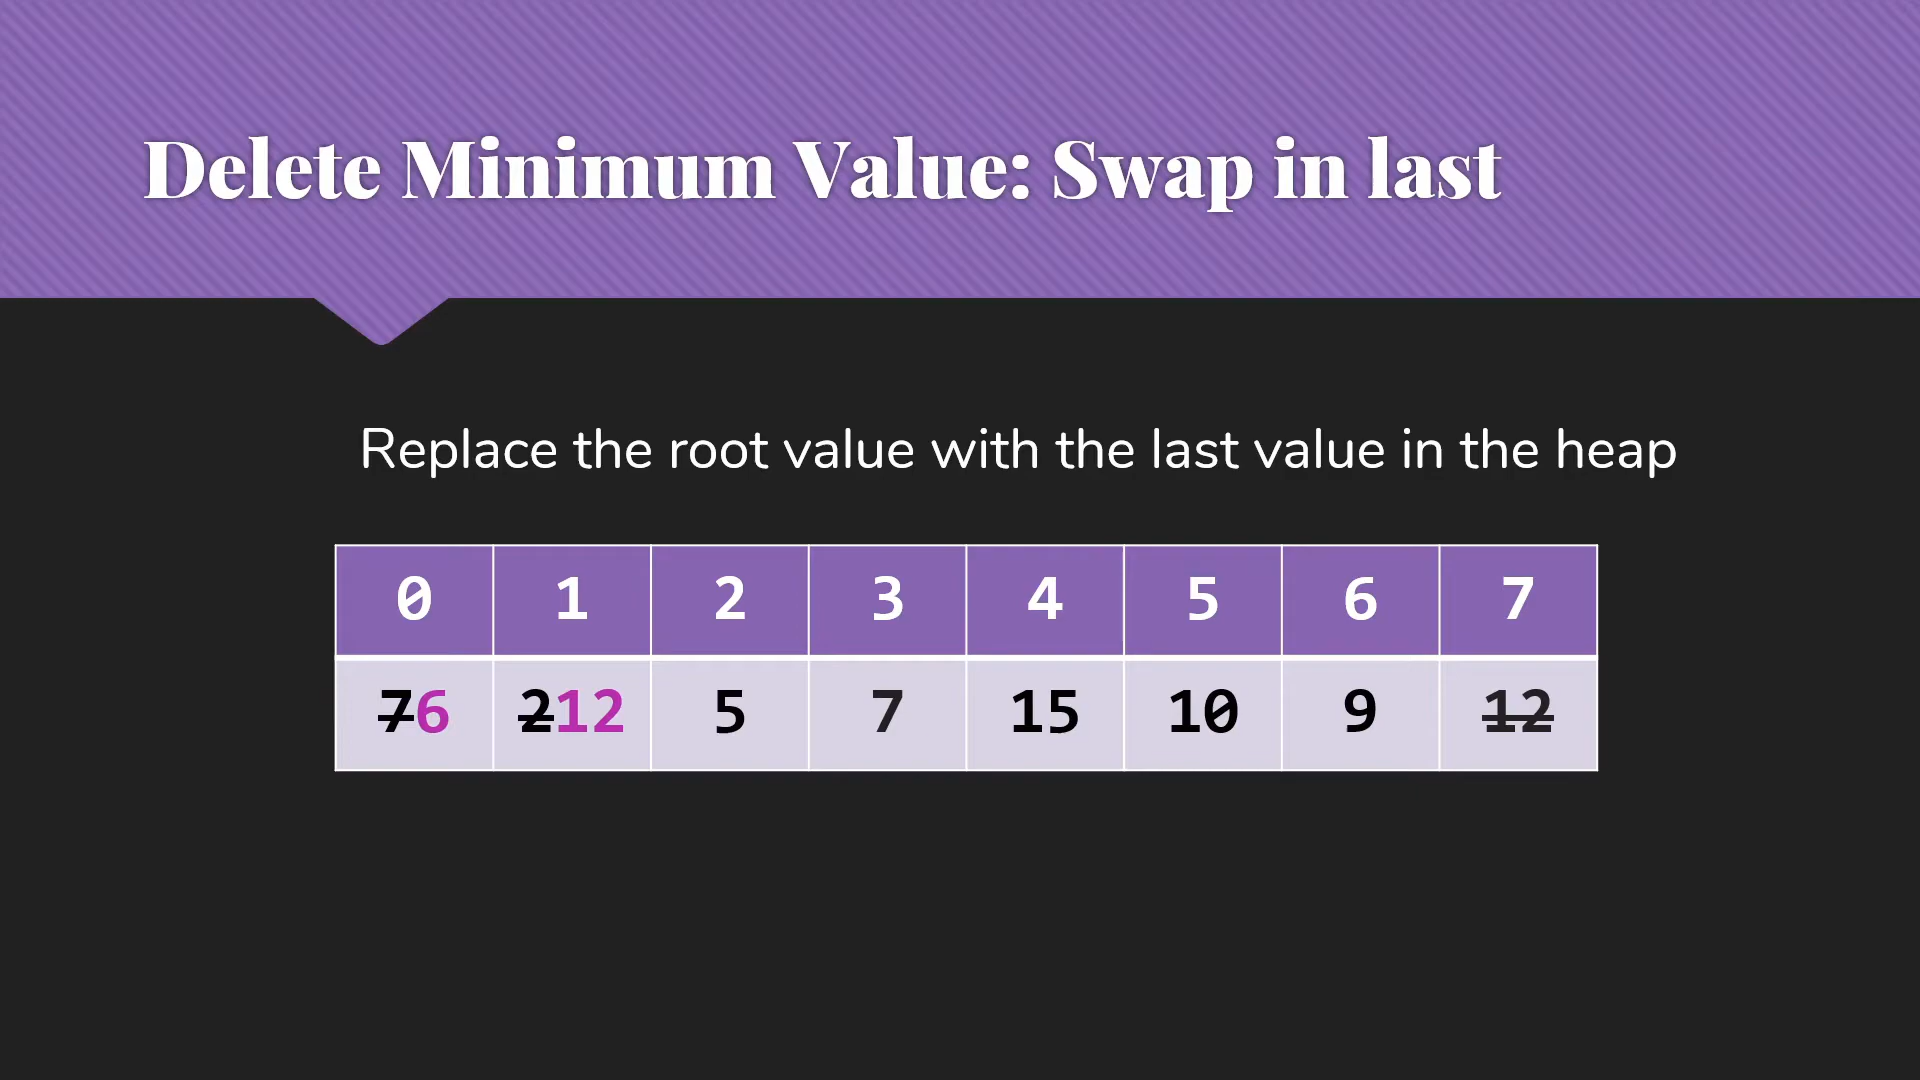 Delete Minimum Value: Swap in last
Replace the root value with the last value in the heap
0 1 2 3 4 5 6 7
76 212 5 7 15 10 9 12